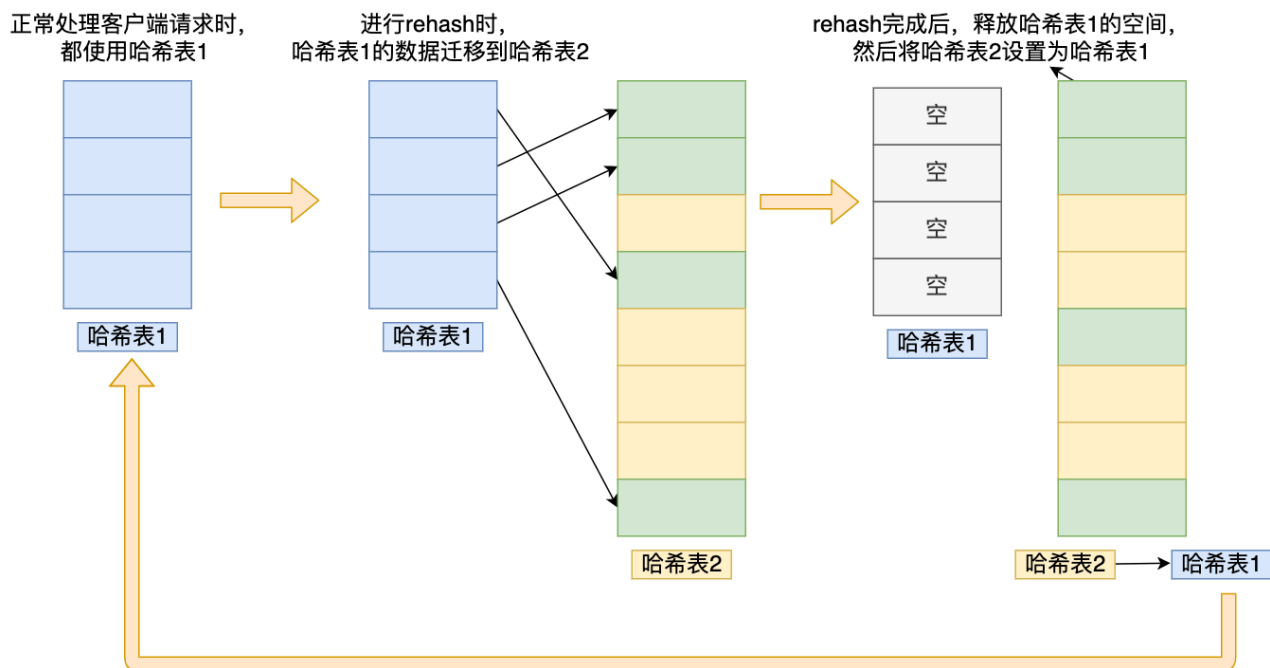 正常处理客户端请求时，
都使用哈希表1
进行rehash时，
哈希表1的数据迁移到哈希表2
rehash完成后，释放哈希表1的空间，
然后将哈希表2设置为哈希表1
空
空
空
空
哈希表1
哈希表1
哈希表1
哈希表2
哈希表2
哈希表1